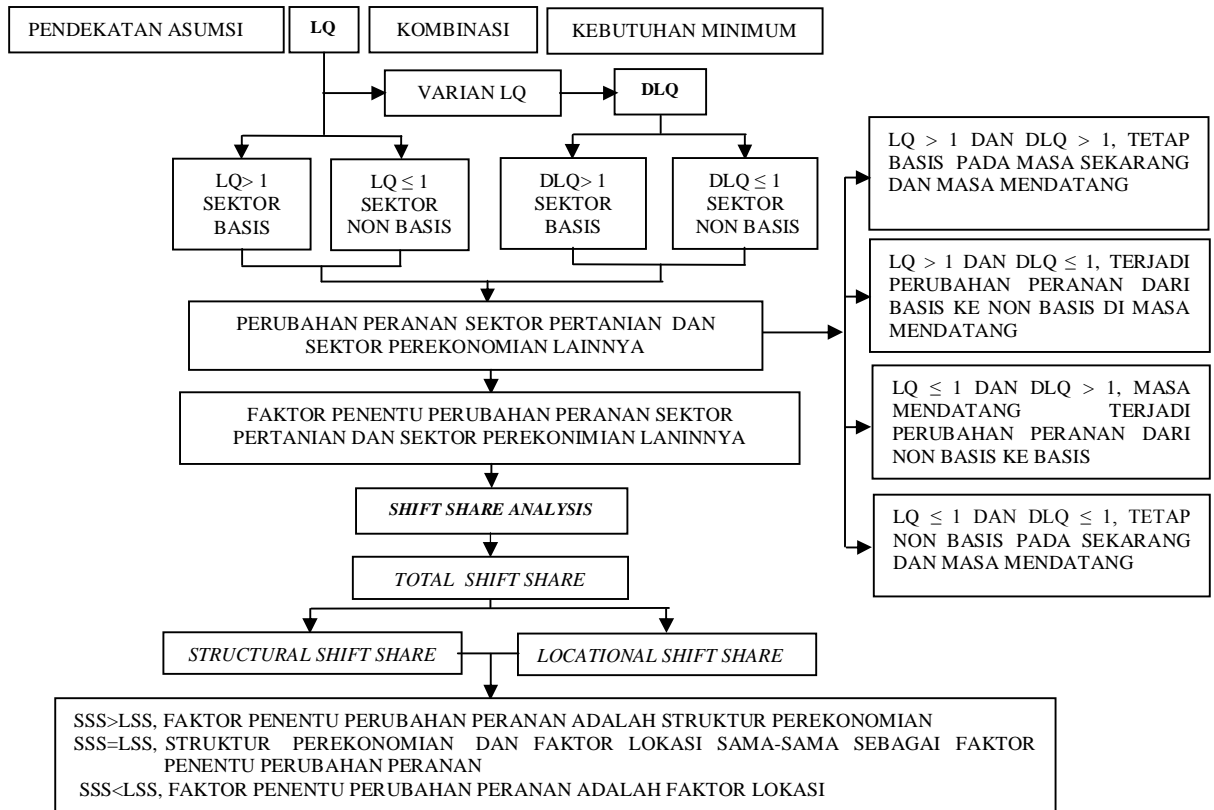 PENDEKATAN ASUMSI
LQ
KOMBINASI
KEBUTUHAN MINIMUM
VARIAN LQ
DLQ
LQ> 1
SEKTOR
BASIS
LQ ≤ 1
SEKTOR
NON BASIS
DLQ> 1
SEKTOR
BASIS
DLQ ≤ 1
SEKTOR
NON BASIS
PERUBAHAN PERANAN SEKTOR PERTANIAN DAN
SEKTOR PEREKONOMIAN LAINNYA
LQ > 1 DAN DLQ > 1, TETAP
BASIS PADA MASA SEKARANG
DAN MASA MENDATANG
LQ > 1 DAN DLQ ≤ 1, TERJADI
PERUBAHAN PERANAN DARI
BASIS KE NON BASIS DI MASA
MENDATANG
LQ ≤ 1 DAN DLQ > 1, MASA
MENDATANG TERJADI
PERUBAHAN PERANAN DARI
NON BASIS KE BASIS
LQ ≤ 1 DAN DLQ ≤ 1, TETAP
NON BASIS PADA SEKARANG
DAN MASA MENDATANG
FAKTOR PENENTU PERUBAHAN PERANAN SEKTOR
PERTANIAN DAN SEKTOR PEREKONIMIAN LANINNYA
SHIFT SHARE ANALYSIS
TOTAL SHIFT SHARE
STRUCTURAL SHIFT SHARE
LOCATIONAL SHIFT SHARE
SSS>LSS, FAKTOR PENENTU PERUBAHAN PERANAN ADALAH STRUKTUR PEREKONOMIAN
SSS=LSS, STRUKTUR PEREKONOMIAN DAN FAKTOR LOKASI SAMA-SAMA SEBAGAI FAKTOR
PENENTU PERUBAHAN PERANAN
SSS<LSS, FAKTOR PENENTU PERUBAHAN PERANAN ADALAH FAKTOR LOKASI